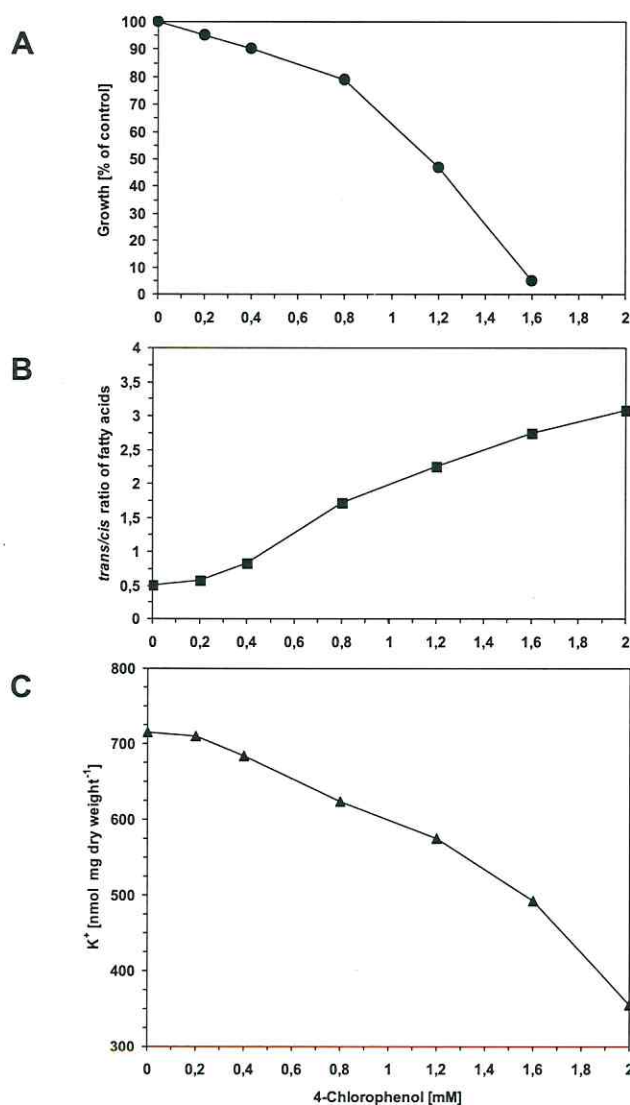 A
Growth [% of control]
100
90
80
70
60
50
40
30
20
10
0
0 0,2 0,4 0,6 0,8 1 1,2 1,4 1,6 1,8 2
B
trans/cis ratio of fatty acids
4
3,5
3
2,5
2
1,5
1
0,5
0
0 0,2 0,4 0,6 0,8 1 1,2 1,4 1,6 1,8 2
C
K⁺ [nmol mg dry weight⁻¹]
800
700
600
500
400
300
0 0,2 0,4 0,6 0,8 1 1,2 1,4 1,6 1,8 2
4-Chlorophenol [mM]